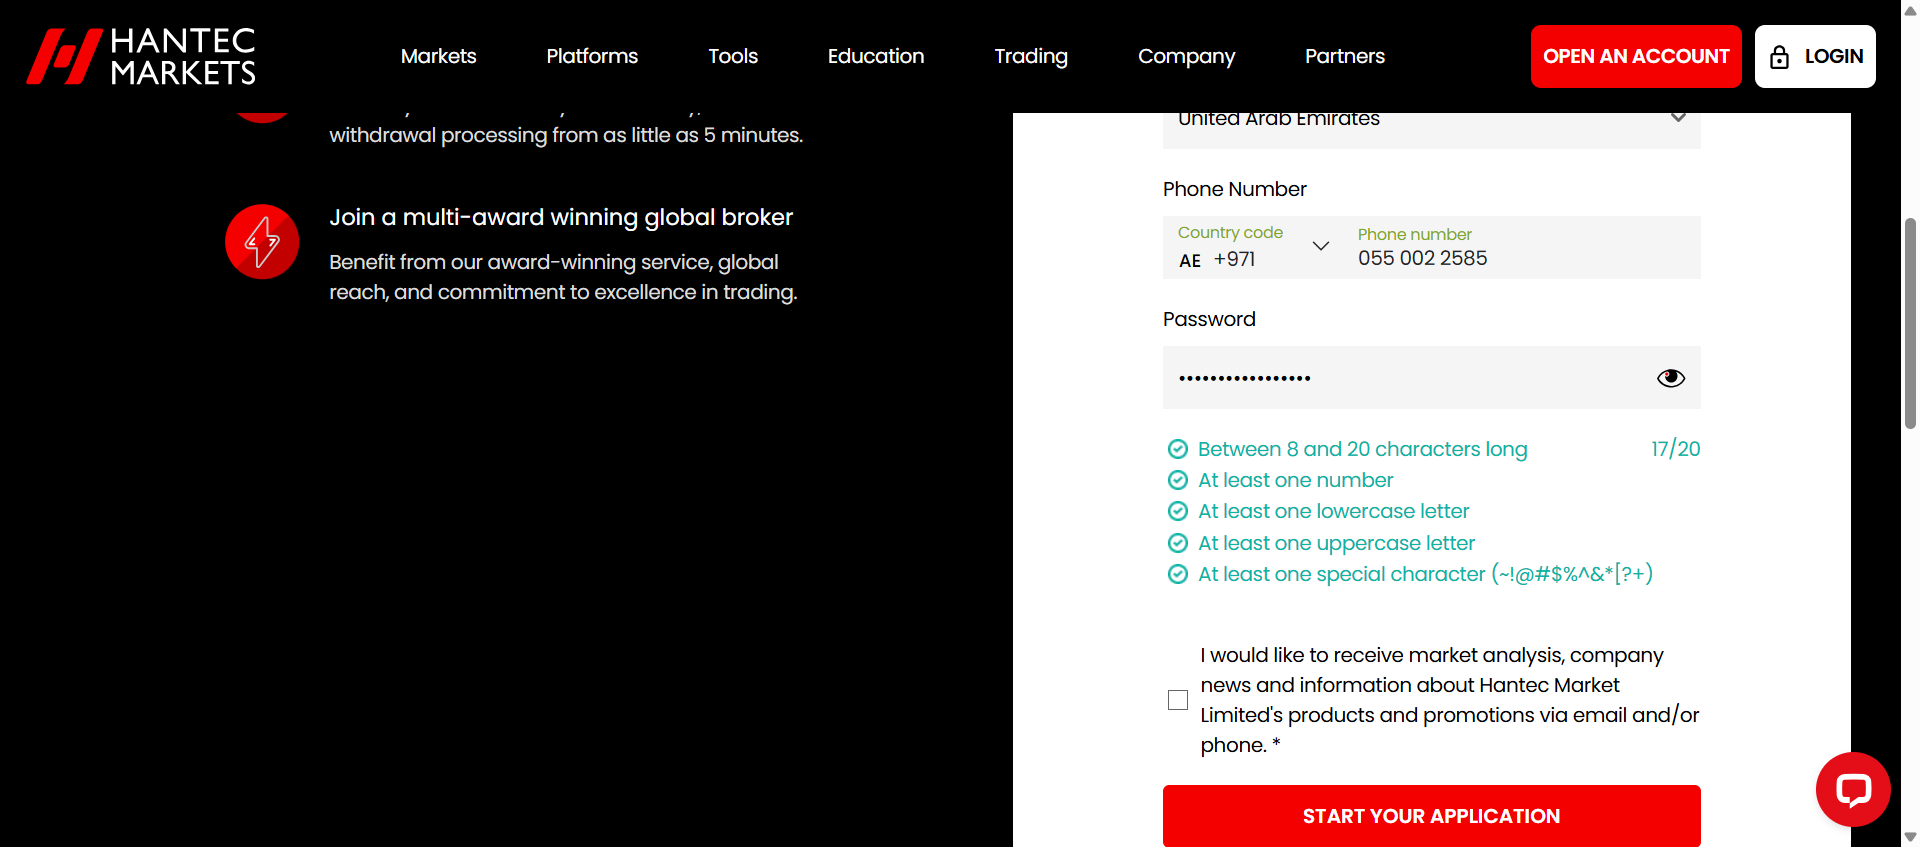 HANTEC
MARKETS
Markets
Platforms
Tools
Education
Trading
Company
Partners
OPEN AN ACCOUNT
LOGIN
withdrawal processing from as little as 5 minutes.
Join a multi-award winning global broker
Benefit from our award-winning service, global
reach, and commitment to excellence in trading.
United Arab Emirates
Phone Number
Country code
AE +971
Phone number
055 002 2585
Password
•••••••••••••••••
Between 8 and 20 characters long 17/20
At least one number
At least one lowercase letter
At least one uppercase letter
At least one special character (~!@#$%^&*[?+)
I would like to receive market analysis, company
news and information about Hantec Market
Limited's products and promotions via email and/or
phone. *
START YOUR APPLICATION